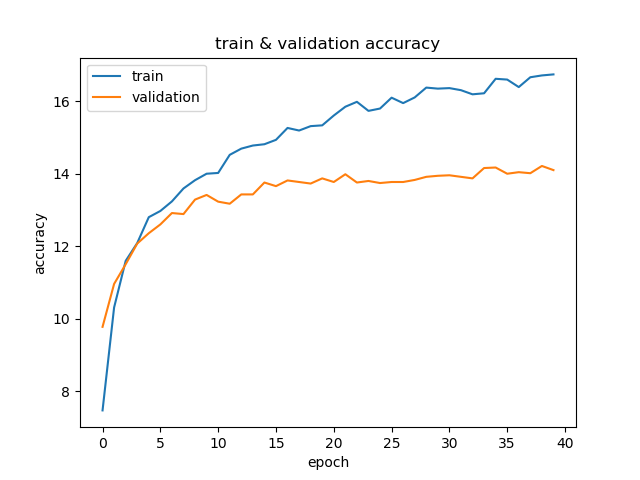 train & validation accuracy
train
validation
accuracy
16
14
12
10
8
0 5 10 15 20 25 30 35 40
epoch